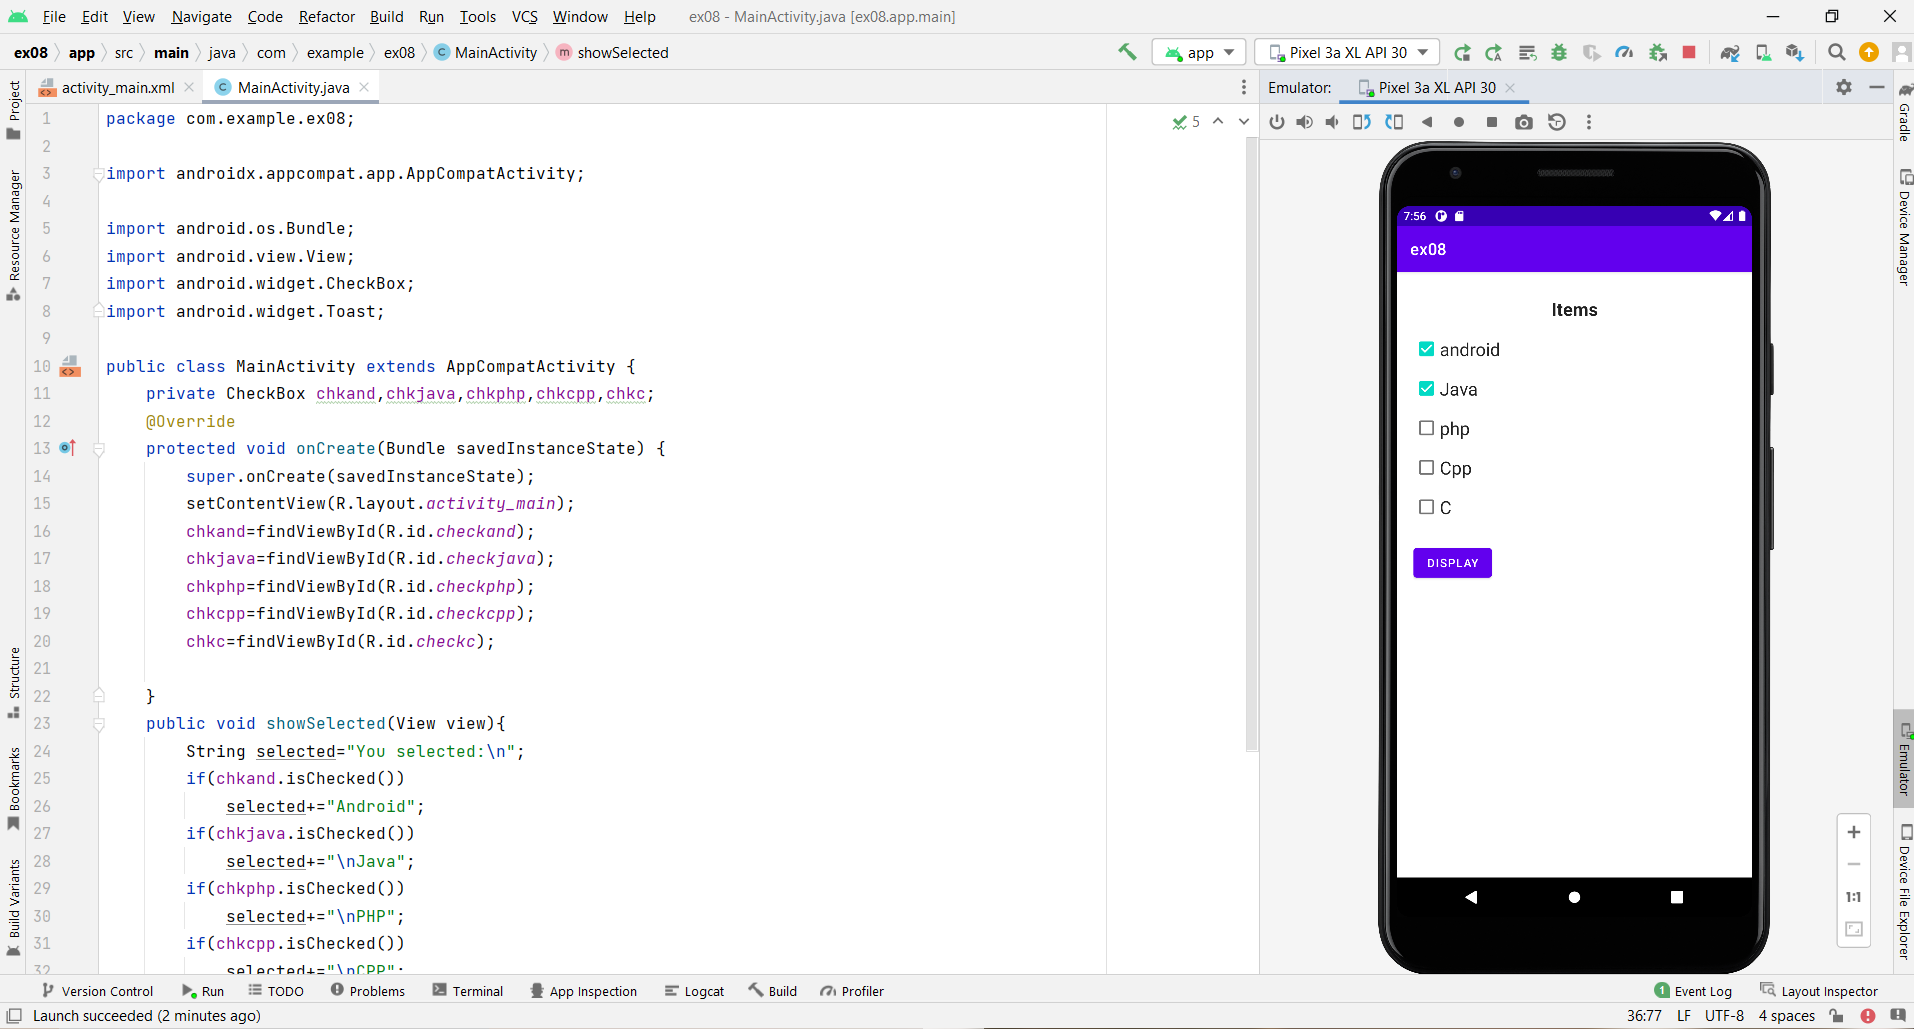 File Edit View Navigate Code Refactor Build Run Tools VCS Window Help ex08 - MainActivity.java [ex08.app.main]
ex08 app src main java com example ex08 C MainActivity m showSelected app Pixel 3a XL API 30
activity_main.xml C MainActivity.java Emulator: Pixel 3a XL API 30
5
1 package com.example.ex08;
2
3 import androidx.appcompat.app.AppCompatActivity;
4
5 import android.os.Bundle;
6 import android.view.View;
7 import android.widget.CheckBox;
8 import android.widget.Toast;
9
10 public class MainActivity extends AppCompatActivity {
11 private CheckBox chkand,chkjava,chkphp,chkcpp,chkc;
12 @Override
13 protected void onCreate(Bundle savedInstanceState) {
14 super.onCreate(savedInstanceState);
15 setContentView(R.layout.activity_main);
16 chkand=findViewById(R.id.checkand);
17 chkjava=findViewById(R.id.checkjava);
18 chkphp=findViewById(R.id.checkphp);
19 chkcpp=findViewById(R.id.checkcpp);
20 chkc=findViewById(R.id.checkc);
21
22 }
23 public void showSelected(View view){
24 String selected="You selected:\n";
25 if(chkand.isChecked())
26 selected+="Android";
27 if(chkjava.isChecked())
28 selected+="\nJava";
29 if(chkphp.isChecked())
30 selected+="\nPHP";
31 if(chkcpp.isChecked())
32 selected+="\nCPP";
Project
Resource Manager
Structure
Bookmarks
Build Variants
7:56
ex08
Items
android
Java
php
Cpp
C
DISPLAY
1:1
Gradle
Device Manager
Emulator
Device File Explorer
Version Control Run TODO Problems Terminal App Inspection Logcat Build Profiler 1 Event Log Layout Inspector
Launch succeeded (2 minutes ago) 36:77 LF UTF-8 4 spaces